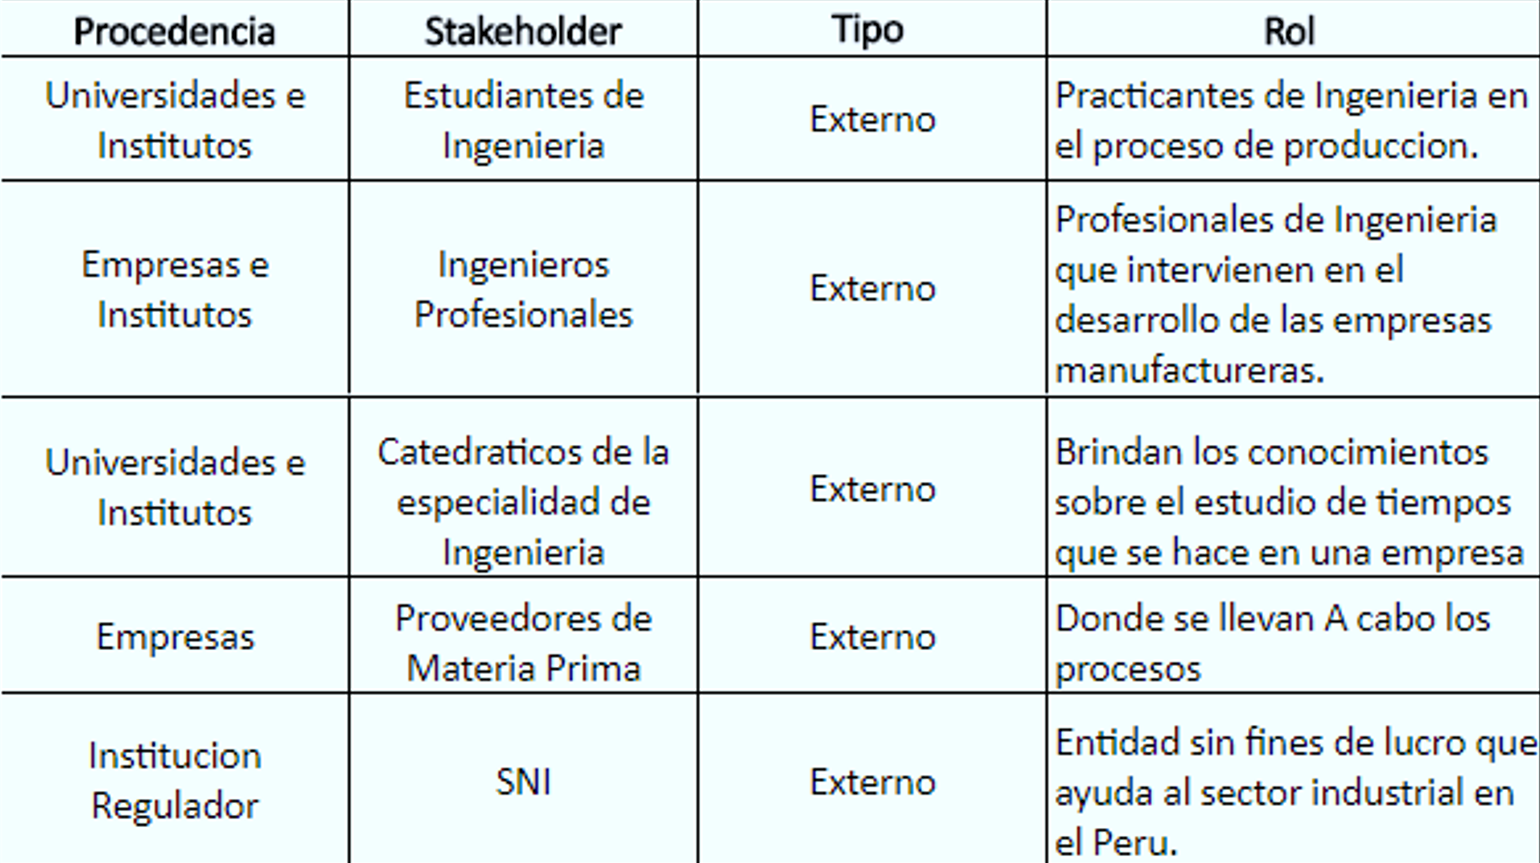 Procedencia Stakeholder Tipo Rol
Universidades e
Institutos
Estudiantes de
Ingenieria
Externo
Practicantes de Ingenieria en
el proceso de produccion.
Empresas e
Institutos
Ingenieros
Profesionales
Externo
Profesionales de Ingenieria
que intervienen en el
desarrollo de las empresas
manufactureras.
Universidades e
Institutos
Catedraticos de la
especialidad de
Ingenieria
Externo
Brindan los conocimientos
sobre el estudio de tiempos
que se hace en una empresa
Empresas
Proveedores de
Materia Prima
Externo
Donde se llevan A cabo los
procesos
Institucion
Regulador
SNI
Externo
Entidad sin fines de lucro que
ayuda al sector industrial en
el Peru.